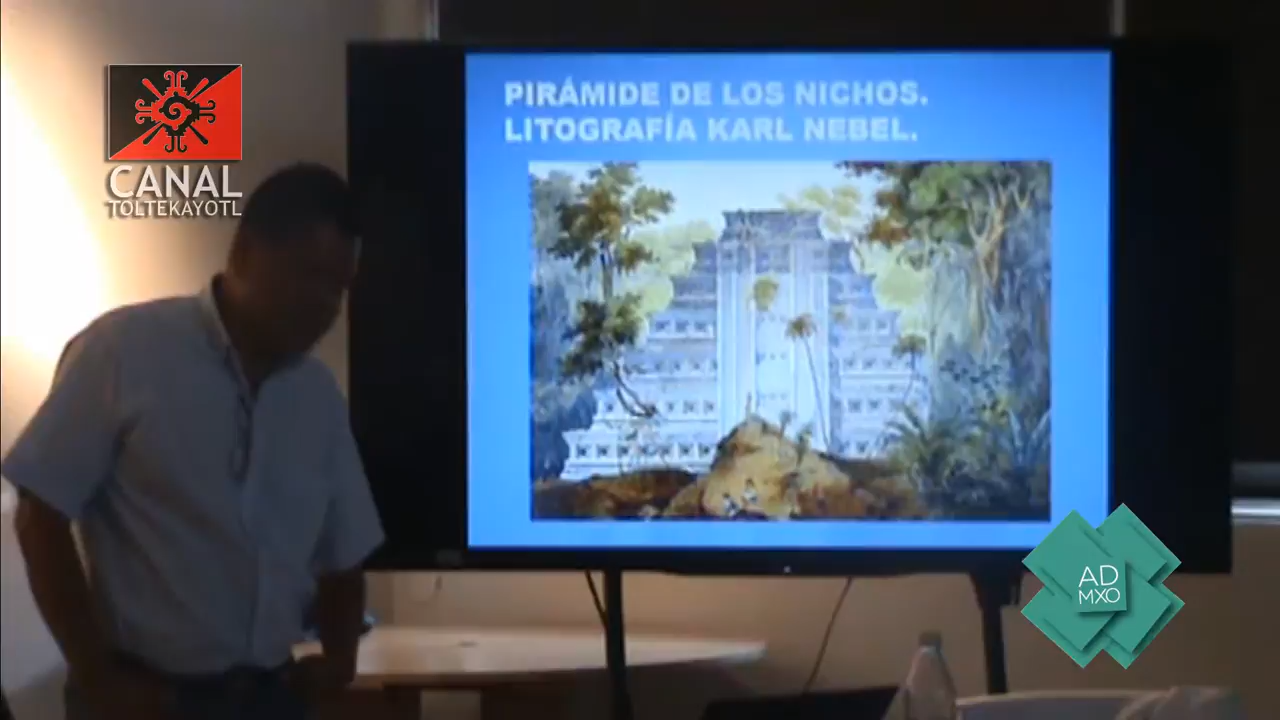 CANAL
TOLTEKAYOTL
PIRÁMIDE DE LOS NICHOS.
LITOGRAFÍA KARL NEBEL.
AD
MXO